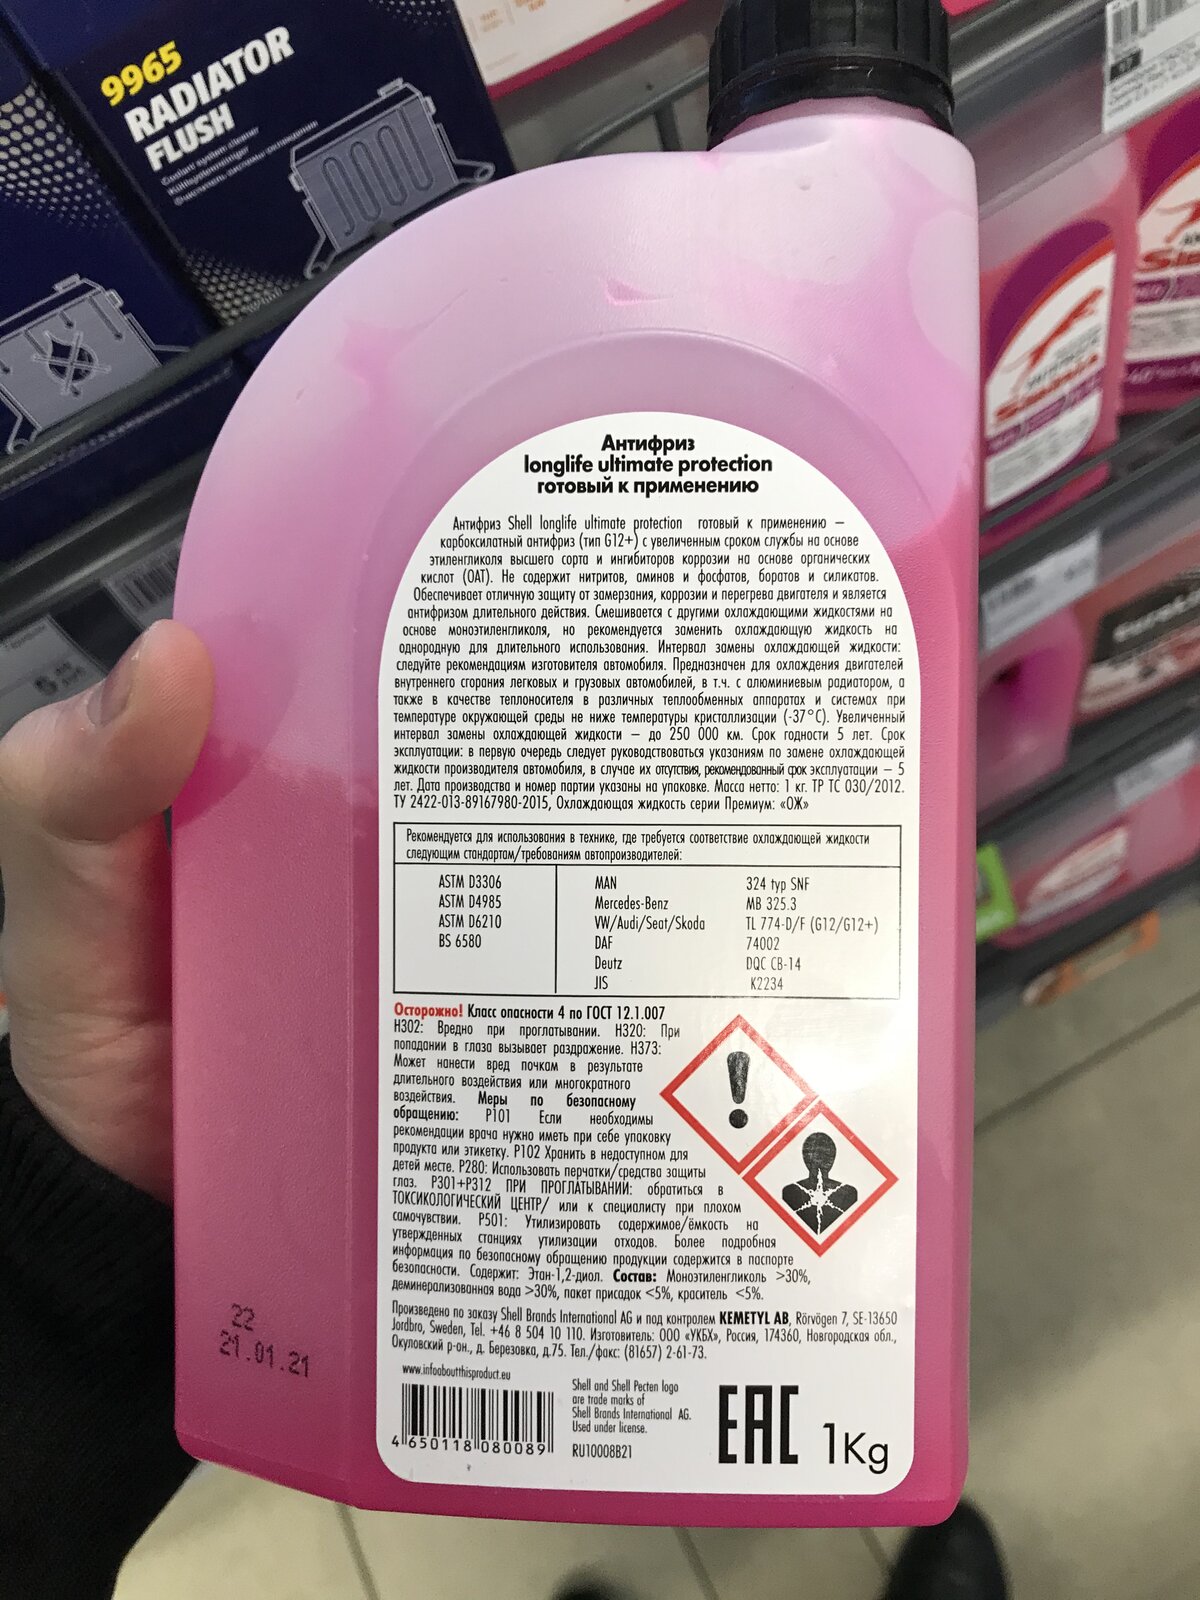 9965
RADIATOR
FLUSH
Coolant system cleaner
Kühlsystemreiniger
Очиститель системы охлаждения
Антифриз
longlife ultimate protection
готовый к применению
Антифриз Shell longlife ultimate protection готовый к применению –
карбоксилатный антифриз (тип G12+) с увеличенным сроком службы на основе
этиленгликоля высшего сорта и ингибиторов коррозии на основе органических
кислот (ОАТ). Не содержит нитритов, аминов и фосфатов, боратов и силикатов.
Обеспечивает отличную защиту от замерзания, коррозии и перегрева двигателя и является
антифризом длительного действия. Смешивается с другими охлаждающими жидкостями на
основе моноэтиленгликоля, но рекомендуется заменить охлаждающую жидкость на
однородную для длительного использования. Интервал замены охлаждающей жидкости:
следуйте рекомендациям изготовителя автомобиля. Предназначен для охлаждения двигателей
внутреннего сгорания легковых и грузовых автомобилей, в т.ч. с алюминиевым радиатором, а
также в качестве теплоносителя в различных теплообменных аппаратах и системах при
температуре окружающей среды не ниже температуры кристаллизации (-37°С). Увеличенный
интервал замены охлаждающей жидкости – до 250 000 км. Срок годности 5 лет. Срок
эксплуатации: в первую очередь следует руководствоваться указаниям по замене охлаждающей
жидкости производителя автомобиля, в случае их отсутствия, рекомендованный срок эксплуатации – 5
лет. Дата производства и номер партии указаны на упаковке. Масса нетто: 1 кг. ТР ТС 030/2012.
ТУ 2422-013-89167980-2015, Охлаждающая жидкость серии Премиум: «ОЖ»
Рекомендуется для использования в технике, где требуется соответствие охлаждающей жидкости
следующим стандартам/требованиям автопроизводителей:
ASTM D3306
ASTM D4985
ASTM D6210
BS 6580
MAN 324 typ SNF
Mercedes-Benz MB 325.3
VW/Audi/Seat/Skoda TL 774-D/F (G12/G12+)
DAF 74002
Deutz DQC CB-14
JIS K2234
Осторожно! Класс опасности 4 по ГОСТ 12.1.007
H302: Вредно при проглатывании. H320: При
попадании в глаза вызывает раздражение. H373:
Может нанести вред почкам в результате
длительного воздействия или многократного
воздействия. Меры по безопасному
обращению: P101 Если необходимы
рекомендации врача нужно иметь при себе упаковку
продукта или этикетку. P102 Хранить в недоступном для
детей месте. P280: Использовать перчатки/средства защиты
глаз. P301+P312 ПРИ ПРОГЛАТЫВАНИИ: обратиться в
ТОКСИКОЛОГИЧЕСКИЙ ЦЕНТР/ или к специалисту при плохом
самочувствии. P501: Утилизировать содержимое/ёмкость на
утвержденных станциях утилизации отходов. Более подробная
информация по безопасному обращению продукции содержится в паспорте
безопасности. Содержит: Этан-1,2-диол. Состав: Моноэтиленгликоль >30%,
деминерализованная вода >30%, пакет присадок <5%, краситель <5%.
Произведено по заказу Shell Brands International AG и под контролем KEMETYL AB, Rörvögen 7, SE-13650
Jordbro, Sweden, Tel. +46 8 504 10 110. Изготовитель: ООО «УКБХ», Россия, 174360, Новгородская обл.,
Окуловский р-он., д. Березовка, д.75. Тел./факс: (81657) 2-61-73.
www.infoaboutthisproduct.eu
4 650118 080089
Shell and Shell Pecten logo
are trade marks of
Shell Brands International AG.
Used under license.
RU10008B21
EAC
1Kg
22
21.01.21